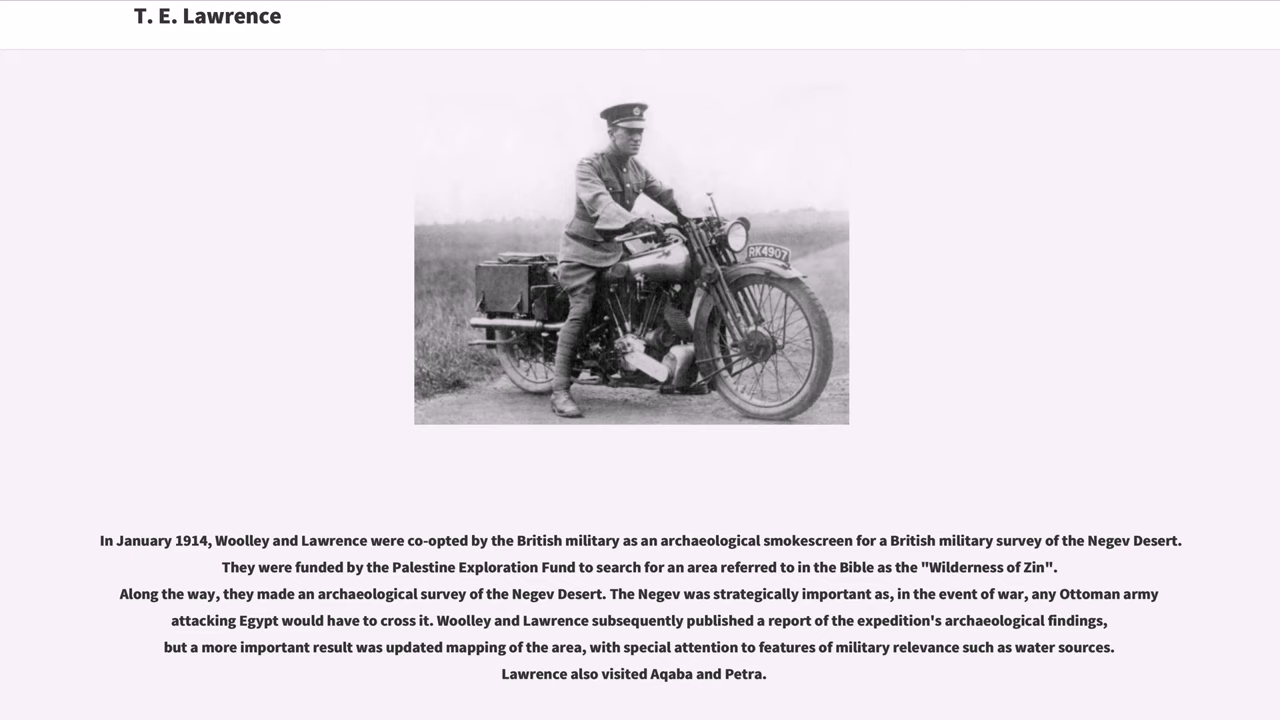 T. E. Lawrence
RK4907
In January 1914, Woolley and Lawrence were co-opted by the British military as an archaeological smokescreen for a British military survey of the Negev Desert.
They were funded by the Palestine Exploration Fund to search for an area referred to in the Bible as the "Wilderness of Zin".
Along the way, they made an archaeological survey of the Negev Desert. The Negev was strategically important as, in the event of war, any Ottoman army
attacking Egypt would have to cross it. Woolley and Lawrence subsequently published a report of the expedition's archaeological findings,
but a more important result was updated mapping of the area, with special attention to features of military relevance such as water sources.
Lawrence also visited Aqaba and Petra.